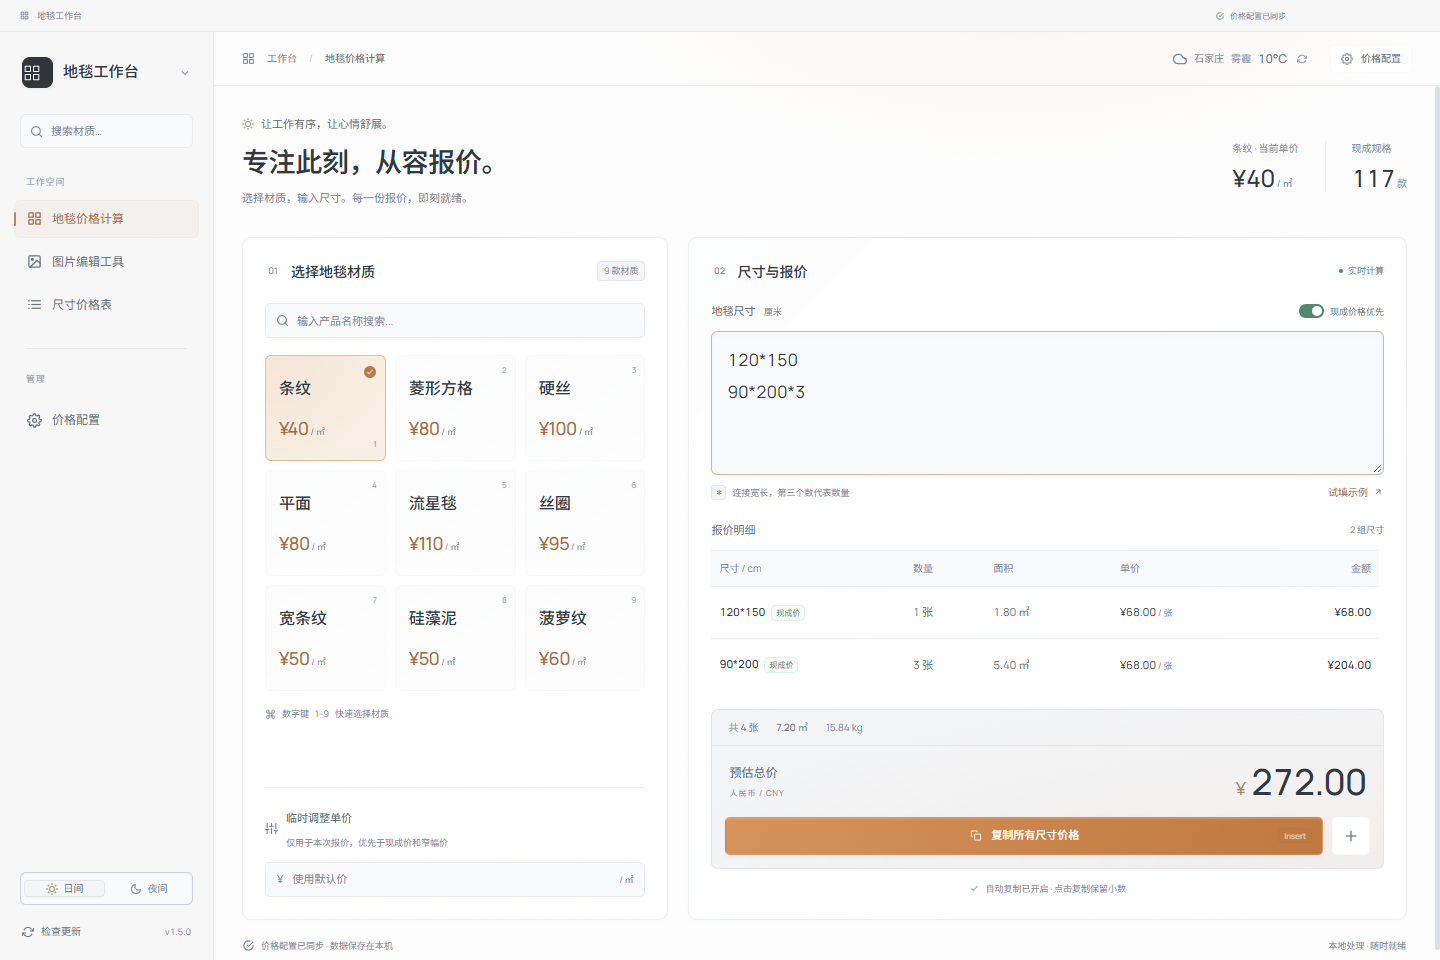 地毯工作台
价格配置已同步
地毯工作台
搜索材质...
工作空间
地毯价格计算
图片编辑工具
尺寸价格表
管理
价格配置
日间
夜间
检查更新
v1.5.0
工作台 / 地毯价格计算
石家庄 雾霾 10°C
价格配置
让工作有序，让心情舒展。
专注此刻，从容报价。
选择材质，输入尺寸。每一份报价，即刻就绪。
条纹 · 当前单价
¥40 / ㎡
现成规格
117 款
01 选择地毯材质
9 款材质
输入产品名称搜索...
条纹
¥40 / ㎡
1
菱形方格
2
¥80 / ㎡
硬丝
3
¥100 / ㎡
平面
4
¥80 / ㎡
流星毯
5
¥110 / ㎡
丝圈
6
¥95 / ㎡
宽条纹
7
¥50 / ㎡
硅藻泥
8
¥50 / ㎡
菠萝纹
9
¥60 / ㎡
⌘ 数字键 1–9 快速选择材质
临时调整单价
仅用于本次报价，优先于现成价和窄幅价
¥ 使用默认价 / ㎡
02 尺寸与报价
实时计算
地毯尺寸 厘米
现成价格优先
120*150
90*200*3
* 连接宽长，第三个数代表数量
试填示例
报价明细
2 组尺寸
尺寸 / cm 数量 面积 单价 金额
120*150 现成价 1 张 1.80 ㎡ ¥68.00 / 张 ¥68.00
90*200 现成价 3 张 5.40 ㎡ ¥68.00 / 张 ¥204.00
共 4 张 7.20 ㎡ 15.84 kg
预估总价
人民币 / CNY
¥ 272.00
复制所有尺寸价格 Insert
自动复制已开启 · 点击复制保留小数
价格配置已同步 · 数据保存在本机
本地处理 · 随时就绪